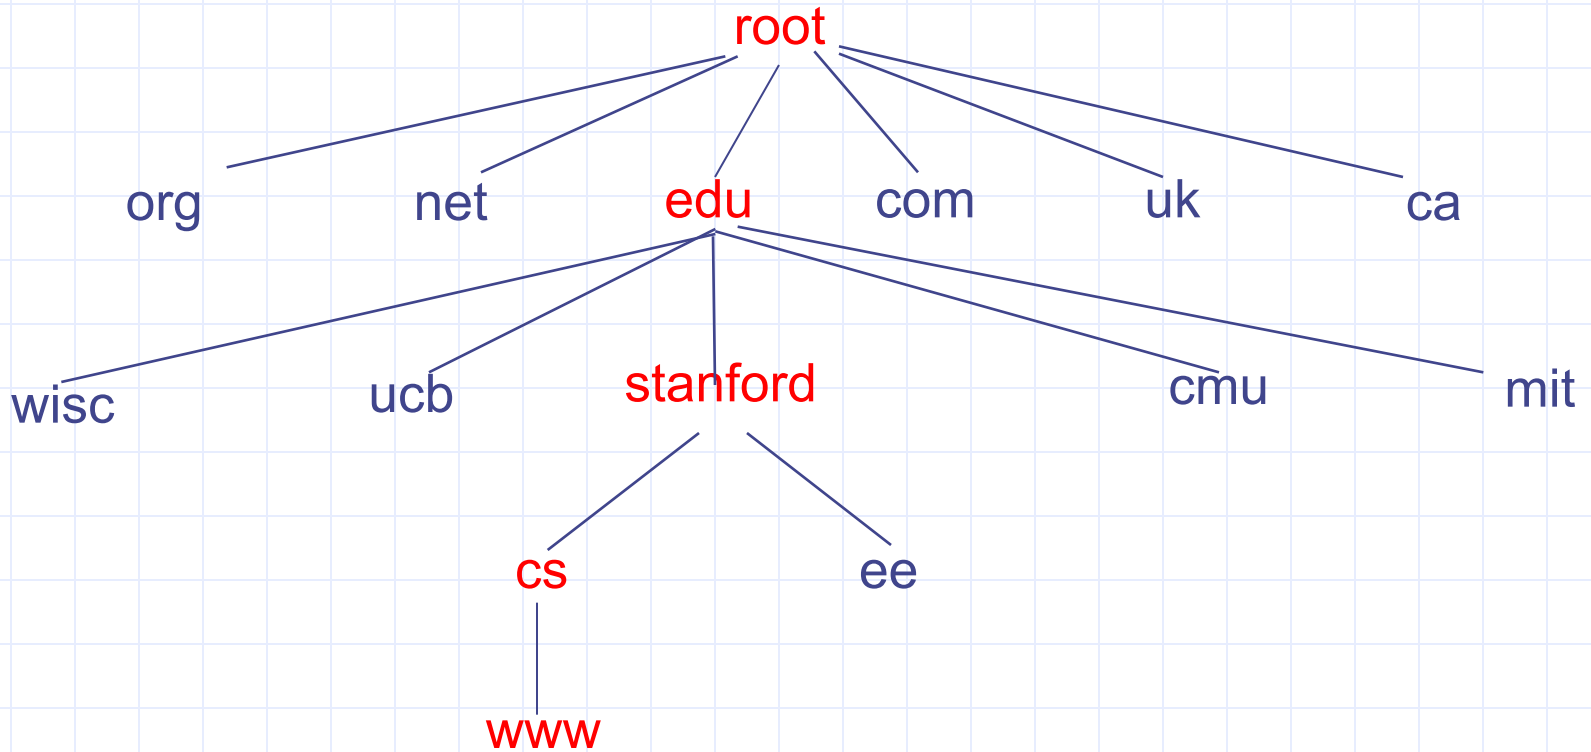 root
org net edu com uk ca
wisc ucb stanford cmu mit
cs ee
www